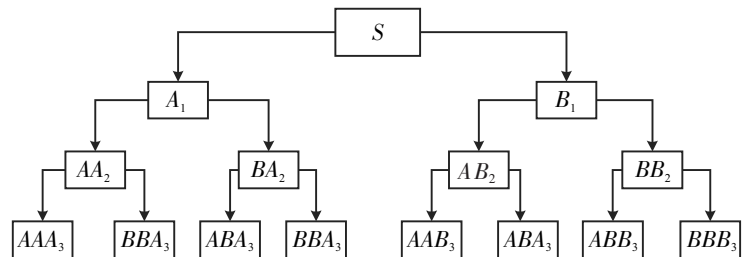 S
A₁ B₁
AA₂ BA₂ AB₂ BB₂
AAA₃ BBA₃ ABA₃ BBA₃ AAB₃ ABA₃ ABB₃ BBB₃